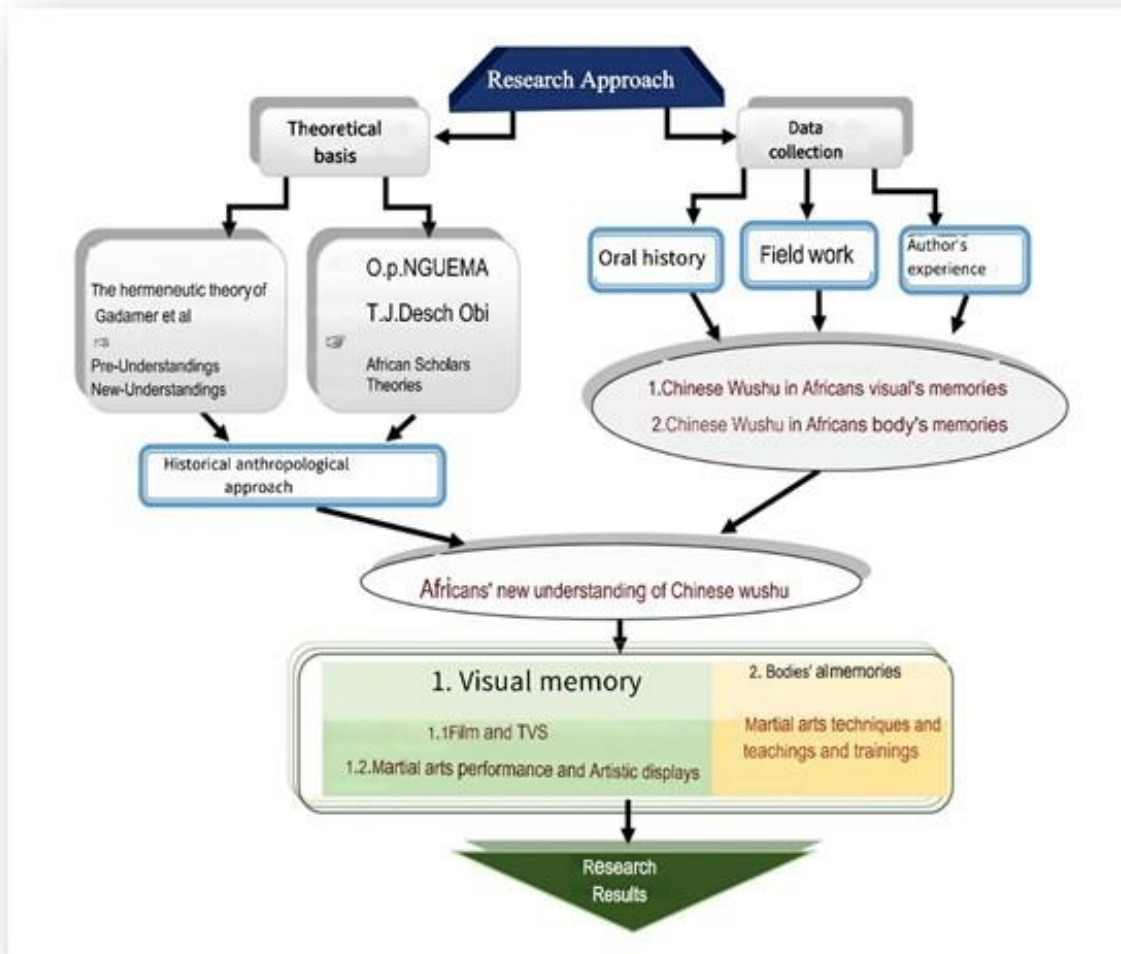 Research Approach
Theoretical
basis
Data
collection
The hermeneutic theory of
Gadamer et al
Pre-Understandings
New-Understandings
O.p.NGUEMA
T.J.Desch Obi
African Scholars
Theories
Oral history
Field work
Author's
experience
1.Chinese Wushu in Africans visual's memories
2.Chinese Wushu in Africans body's memories
Historical anthropological
approach
Africans' new understanding of Chinese wushu
1. Visual memory
1.1Film and TVS
1.2.Martial arts performance and Artistic displays
2. Bodies' almemories
Martial arts techniques and
teachings and trainings
Research
Results